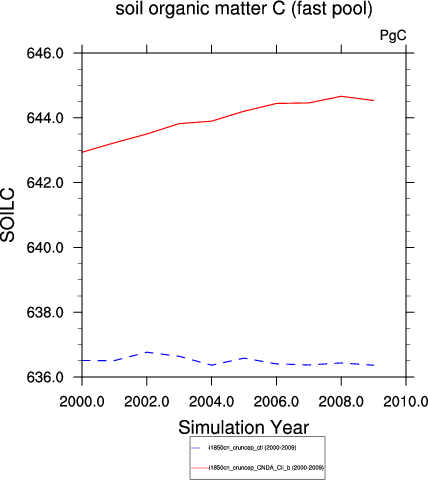 soil organic matter C (fast pool)
PgC
646.0
644.0
642.0
640.0
638.0
636.0
SOILC
2000.0 2002.0 2004.0 2006.0 2008.0 2010.0
Simulation Year
i1850cn_cruncep_ctl (2000-2009)
i1850cn_cruncep_CNDA_Cli_b (2000-2009)